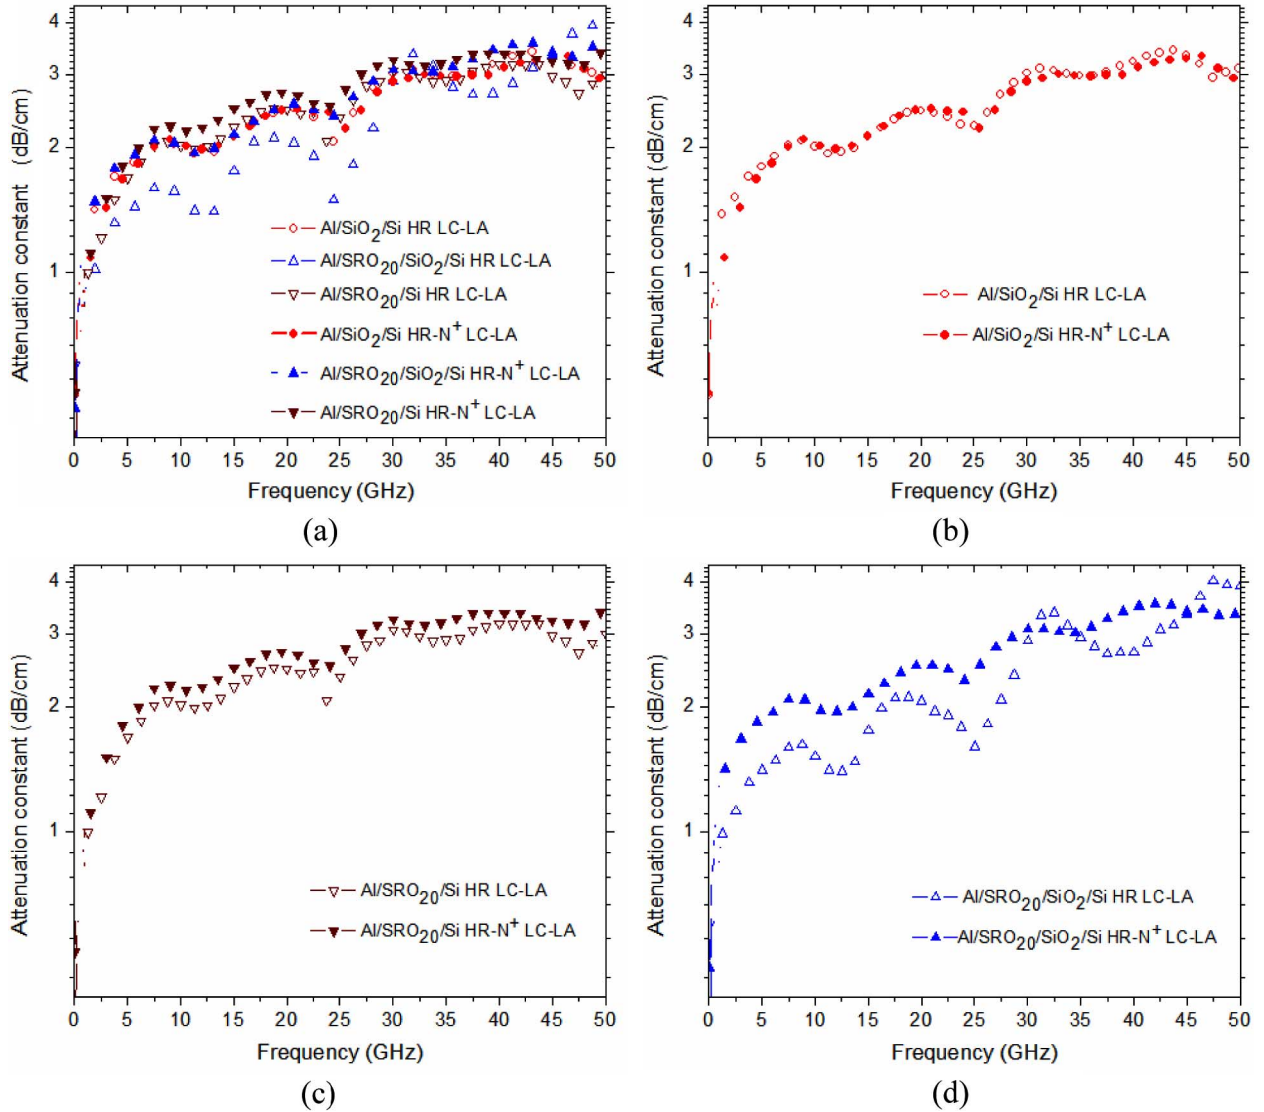 4
3
2
1
Attenuation constant (dB/cm)
Al/SiO2/Si HR LC-LA
Al/SRO20/SiO2/Si HR LC-LA
Al/SRO20/Si HR LC-LA
Al/SiO2/Si HR-N+ LC-LA
Al/SRO20/SiO2/Si HR-N+ LC-LA
Al/SRO20/Si HR-N+ LC-LA
0 5 10 15 20 25 30 35 40 45 50
Frequency (GHz)
(a)
4
3
2
1
Attenuation constant (dB/cm)
Al/SiO2/Si HR LC-LA
Al/SiO2/Si HR-N+ LC-LA
0 5 10 15 20 25 30 35 40 45 50
Frequency (GHz)
(b)
4
3
2
1
Attenuation constant (dB/cm)
Al/SRO20/Si HR LC-LA
Al/SRO20/Si HR-N+ LC-LA
0 5 10 15 20 25 30 35 40 45 50
Frequency (GHz)
(c)
4
3
2
1
Attenuation constant (dB/cm)
Al/SRO20/SiO2/Si HR LC-LA
Al/SRO20/SiO2/Si HR-N+ LC-LA
0 5 10 15 20 25 30 35 40 45 50
Frequency (GHz)
(d)